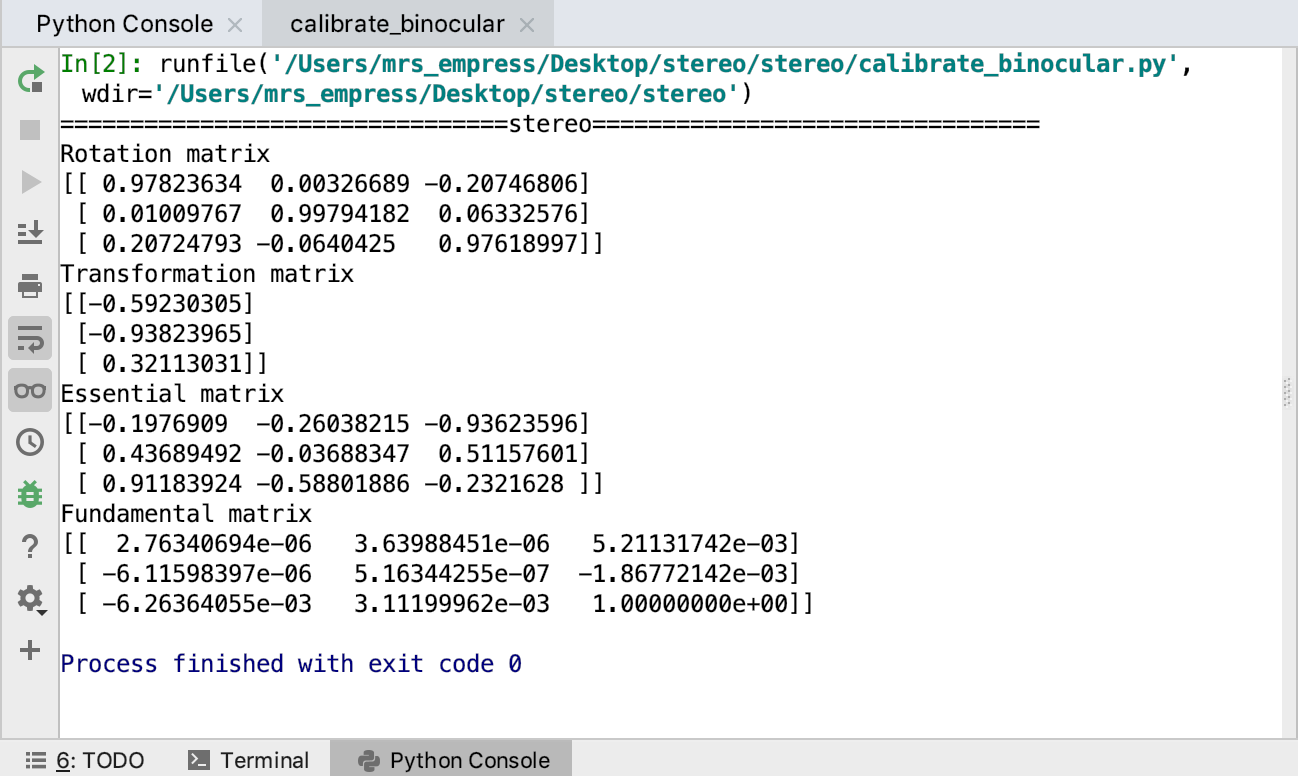 Python Console × calibrate_binocular ×
In[2]: runfile('/Users/mrs_empress/Desktop/stereo/stereo/calibrate_binocular.py',
wdir='/Users/mrs_empress/Desktop/stereo/stereo')
================================stereo================================
Rotation matrix
[[ 0.97823634  0.00326689 -0.20746806]
 [ 0.01009767  0.99794182  0.06332576]
 [ 0.20724793 -0.0640425   0.97618997]]
Transformation matrix
[[-0.59230305]
 [-0.93823965]
 [ 0.32113031]]
Essential matrix
[[-0.1976909  -0.26038215 -0.93623596]
 [ 0.43689492 -0.03688347  0.51157601]
 [ 0.91183924 -0.58801886 -0.2321628 ]]
Fundamental matrix
[[  2.76340694e-06   3.63988451e-06   5.21131742e-03]
 [ -6.11598397e-06   5.16344255e-07  -1.86772142e-03]
 [ -6.26364055e-03   3.11199962e-03   1.00000000e+00]]
Process finished with exit code 0
6: TODO Terminal Python Console